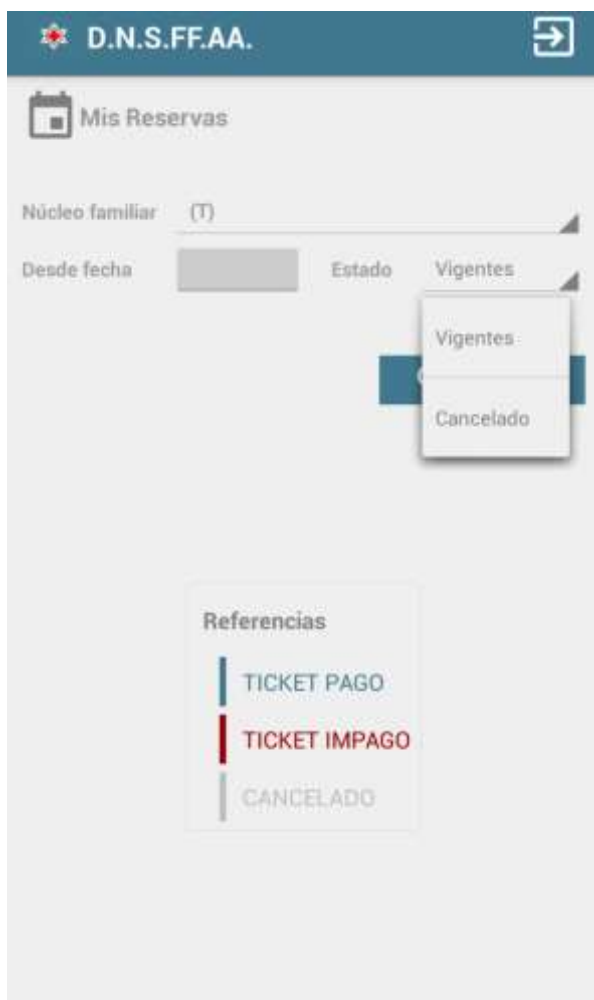 D.N.S.FF.AA.
Mis Reservas
Núcleo familiar (T)
Desde fecha Estado Vigentes
Vigentes
Cancelado
Referencias
TICKET PAGO
TICKET IMPAGO
CANCELADO